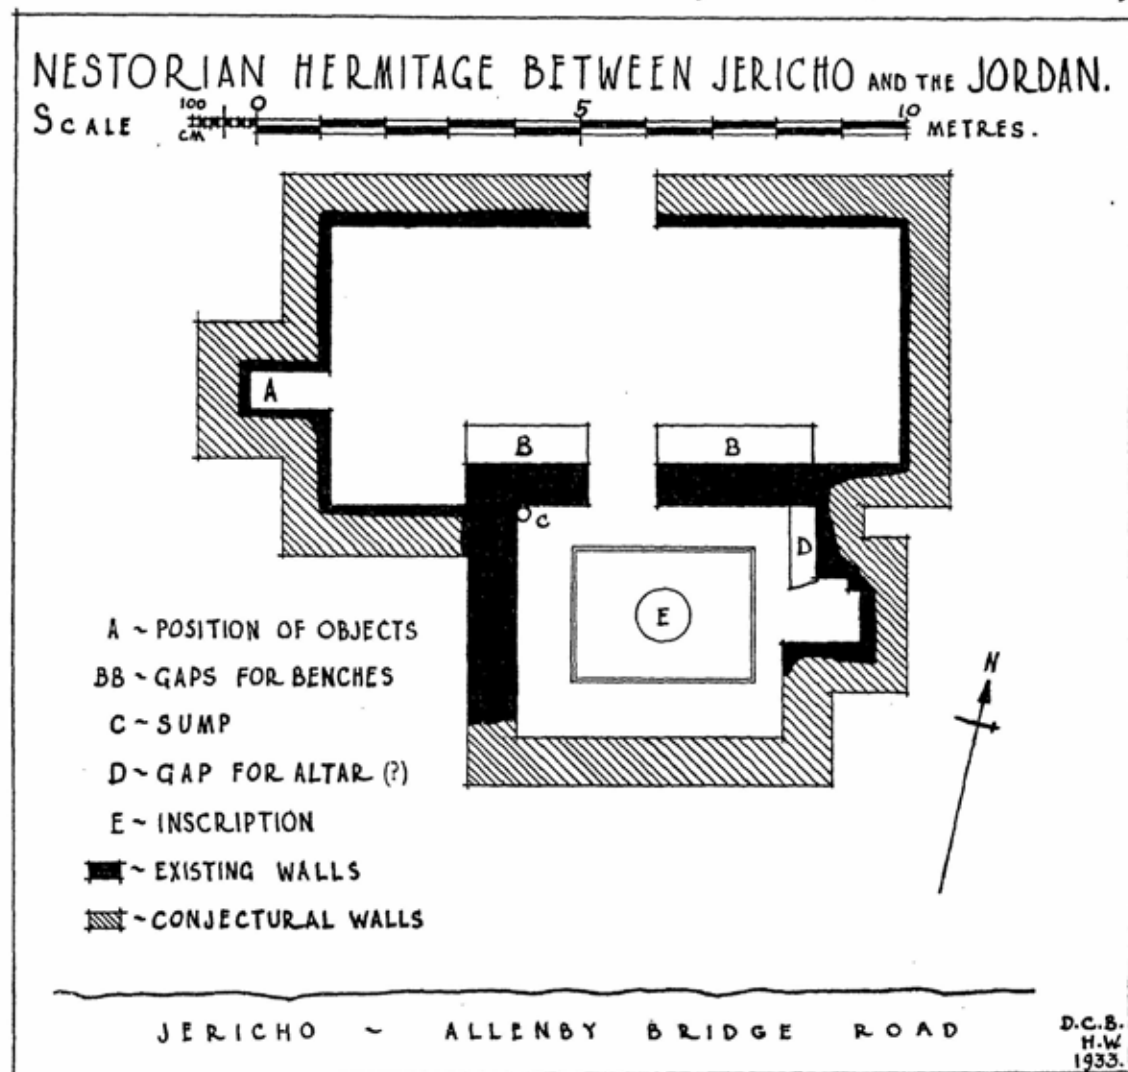 NESTORIAN HERMITAGE BETWEEN JERICHO AND THE JORDAN.
SCALE 100 CM 0 5 10 METRES.
A
B B
C
D
E
A ~ POSITION OF OBJECTS
BB ~ GAPS FOR BENCHES
C ~ SUMP
D ~ GAP FOR ALTAR (?)
E ~ INSCRIPTION
~ EXISTING WALLS
~ CONJECTURAL WALLS
N
JERICHO ~ ALLENBY BRIDGE ROAD
D.C.B.
H.W.
1933.